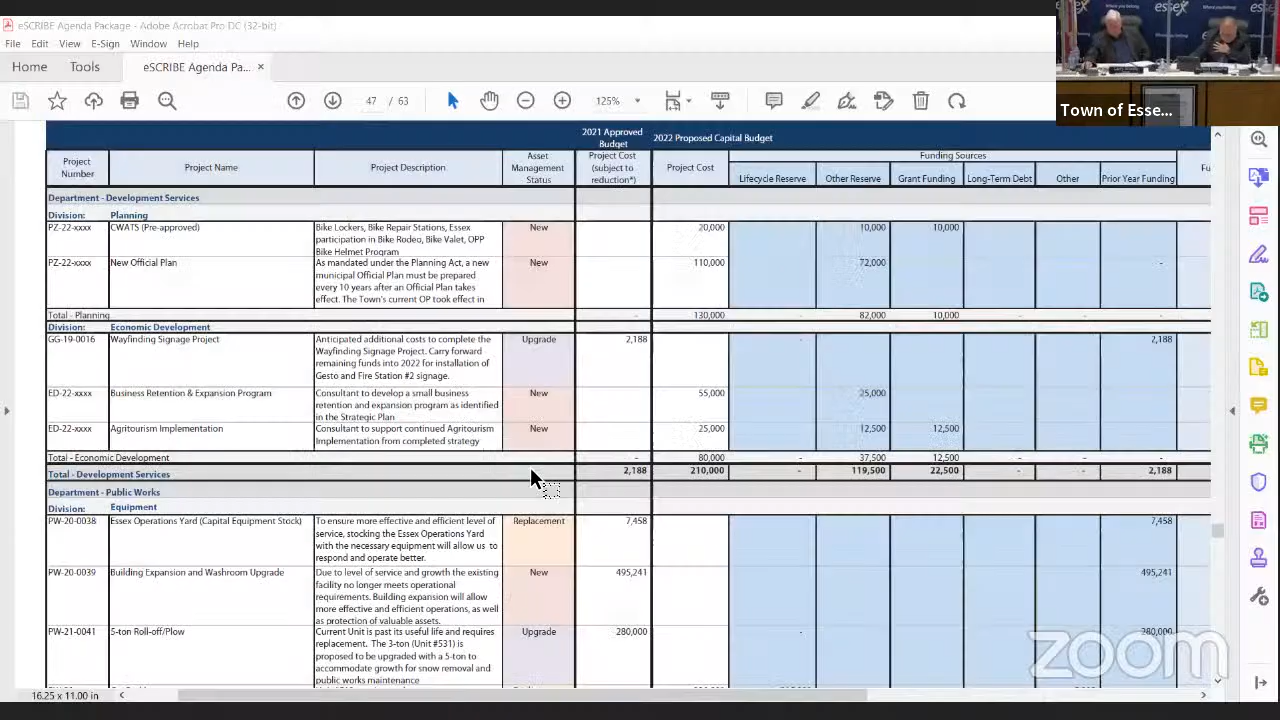 eSCRIBE Agenda Package - Adobe Acrobat Pro DC (32-bit)
File Edit View E-Sign Window Help
Home Tools eSCRIBE Agenda Pa... ×
47 / 63 125%
essex
Town of Esse...
2021 Approved Budget 2022 Proposed Capital Budget
Project Number Project Name Project Description Asset Management Status Project Cost (subject to reduction*) Project Cost Funding Sources
Lifecycle Reserve Other Reserve Grant Funding Long-Term Debt Other Prior Year Funding Fu
Department - Development Services
Division: Planning
PZ-22-xxxx CWATS (Pre-approved) Bike Lockers, Bike Repair Stations, Essex New 20,000 10,000 10,000
participation in Bike Rodeo, Bike Valet, OPP
Bike Helmet Program
PZ-22-xxxx New Official Plan As mandated under the Planning Act, a new New 110,000 72,000 -
municipal Official Plan must be prepared
every 10 years after an Official Plan takes
effect. The Town's current OP took effect in
Total - Planning - 130,000 - 82,000 10,000 - - -
Division: Economic Development
GG-19-0016 Wayfinding Signage Project Anticipated additional costs to complete the Upgrade 2,188 - 2,188
Wayfinding Signage Project. Carry forward
remaining funds into 2022 for installation of
Gesto and Fire Station #2 signage.
ED-22-xxxx Business Retention & Expansion Program Consultant to develop a small business New 55,000 25,000
retention and expansion program as identified
in the Strategic Plan
ED-22-xxxx Agritourism Implementation Consultant to support continued Agritourism New 25,000 12,500 12,500
Implementation from completed strategy
Total - Economic Development - 80,000 - 37,500 12,500 - - -
Total - Development Services 2,188 210,000 - 119,500 22,500 - - 2,188
Department - Public Works
Division: Equipment
PW-20-0038 Essex Operations Yard (Capital Equipment Stock) To ensure more effective and efficient level of Replacement 7,458 7,458
service, stocking the Essex Operations Yard
with the necessary equipment will allow us to
respond and operate better.
PW-20-0039 Building Expansion and Washroom Upgrade Due to level of service and growth the existing New 495,241 495,241
facility no longer meets operational
requirements. Building expansion will allow
more effective and efficient operations, as well
as protection of valuable assets.
PW-21-0041 5-ton Roll-off/Plow Current Unit is past its useful life and requires Upgrade 280,000 - 280,000
replacement. The 3-ton (Unit #531) is
proposed to be upgraded with a 5-ton to
accommodate growth for snow removal and
public works maintenance
zoom
16.25 x 11.00 in